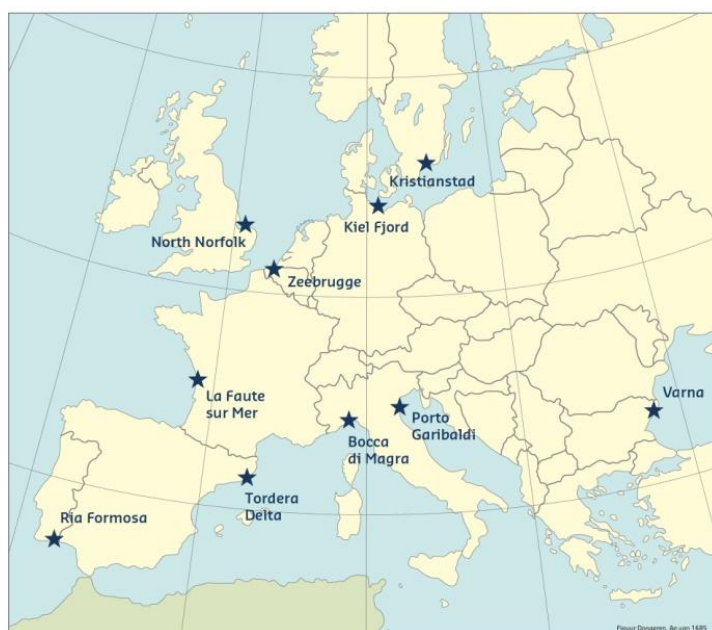 Kristianstad
Kiel Fjord
North Norfolk
Zeebrugge
La Faute
sur Mer
Varna
Porto
Garibaldi
Bocca
di Magra
Tordera
Delta
Ria Formosa